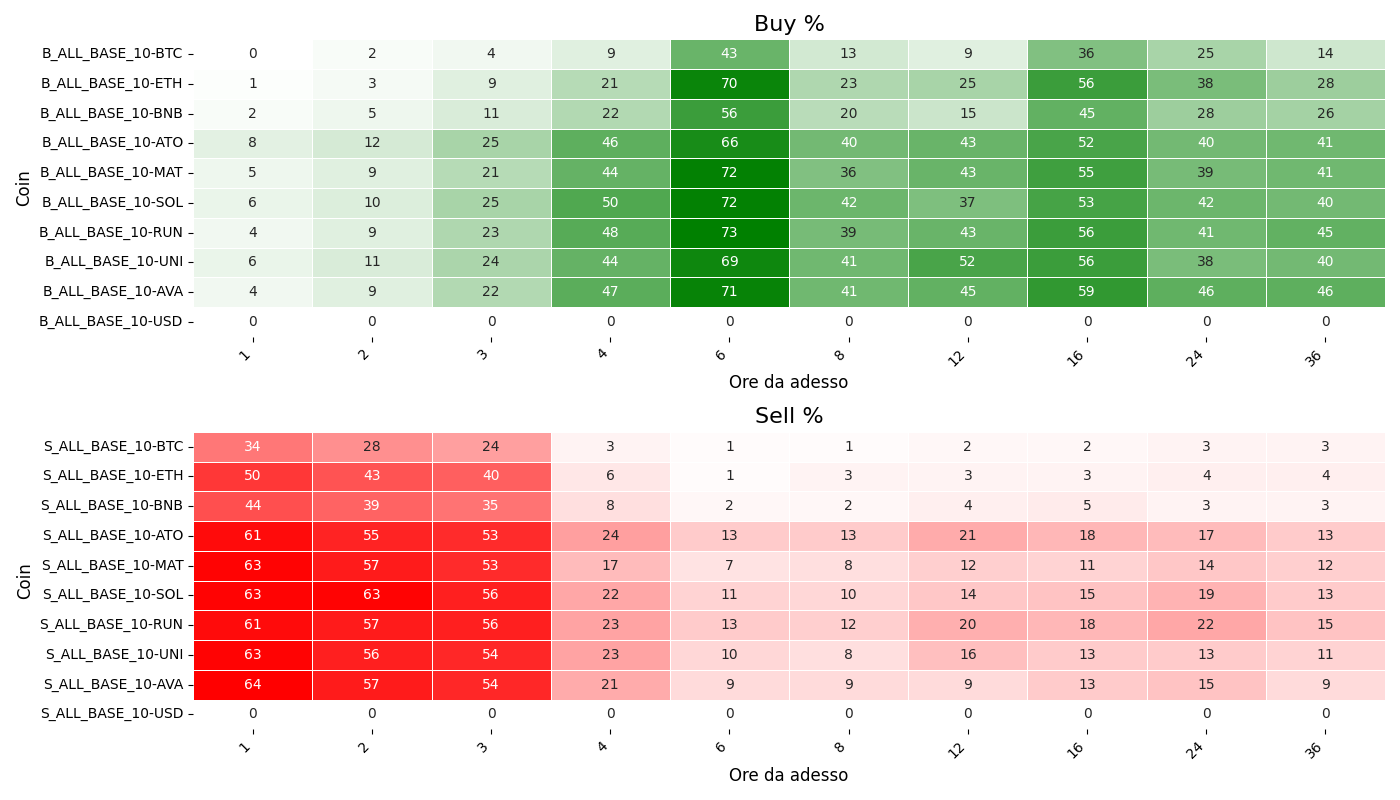 Buy %
Coin
B_ALL_BASE_10-BTC 0 2 4 9 43 13 9 36 25 14
B_ALL_BASE_10-ETH 1 3 9 21 70 23 25 56 38 28
B_ALL_BASE_10-BNB 2 5 11 22 56 20 15 45 28 26
B_ALL_BASE_10-ATO 8 12 25 46 66 40 43 52 40 41
B_ALL_BASE_10-MAT 5 9 21 44 72 36 43 55 39 41
B_ALL_BASE_10-SOL 6 10 25 50 72 42 37 53 42 40
B_ALL_BASE_10-RUN 4 9 23 48 73 39 43 56 41 45
B_ALL_BASE_10-UNI 6 11 24 44 69 41 52 56 38 40
B_ALL_BASE_10-AVA 4 9 22 47 71 41 45 59 46 46
B_ALL_BASE_10-USD 0 0 0 0 0 0 0 0 0 0
1 2 3 4 6 8 12 16 24 36
Ore da adesso
Sell %
Coin
S_ALL_BASE_10-BTC 34 28 24 3 1 1 2 2 3 3
S_ALL_BASE_10-ETH 50 43 40 6 1 3 3 3 4 4
S_ALL_BASE_10-BNB 44 39 35 8 2 2 4 5 3 3
S_ALL_BASE_10-ATO 61 55 53 24 13 13 21 18 17 13
S_ALL_BASE_10-MAT 63 57 53 17 7 8 12 11 14 12
S_ALL_BASE_10-SOL 63 63 56 22 11 10 14 15 19 13
S_ALL_BASE_10-RUN 61 57 56 23 13 12 20 18 22 15
S_ALL_BASE_10-UNI 63 56 54 23 10 8 16 13 13 11
S_ALL_BASE_10-AVA 64 57 54 21 9 9 9 13 15 9
S_ALL_BASE_10-USD 0 0 0 0 0 0 0 0 0 0
1 2 3 4 6 8 12 16 24 36
Ore da adesso